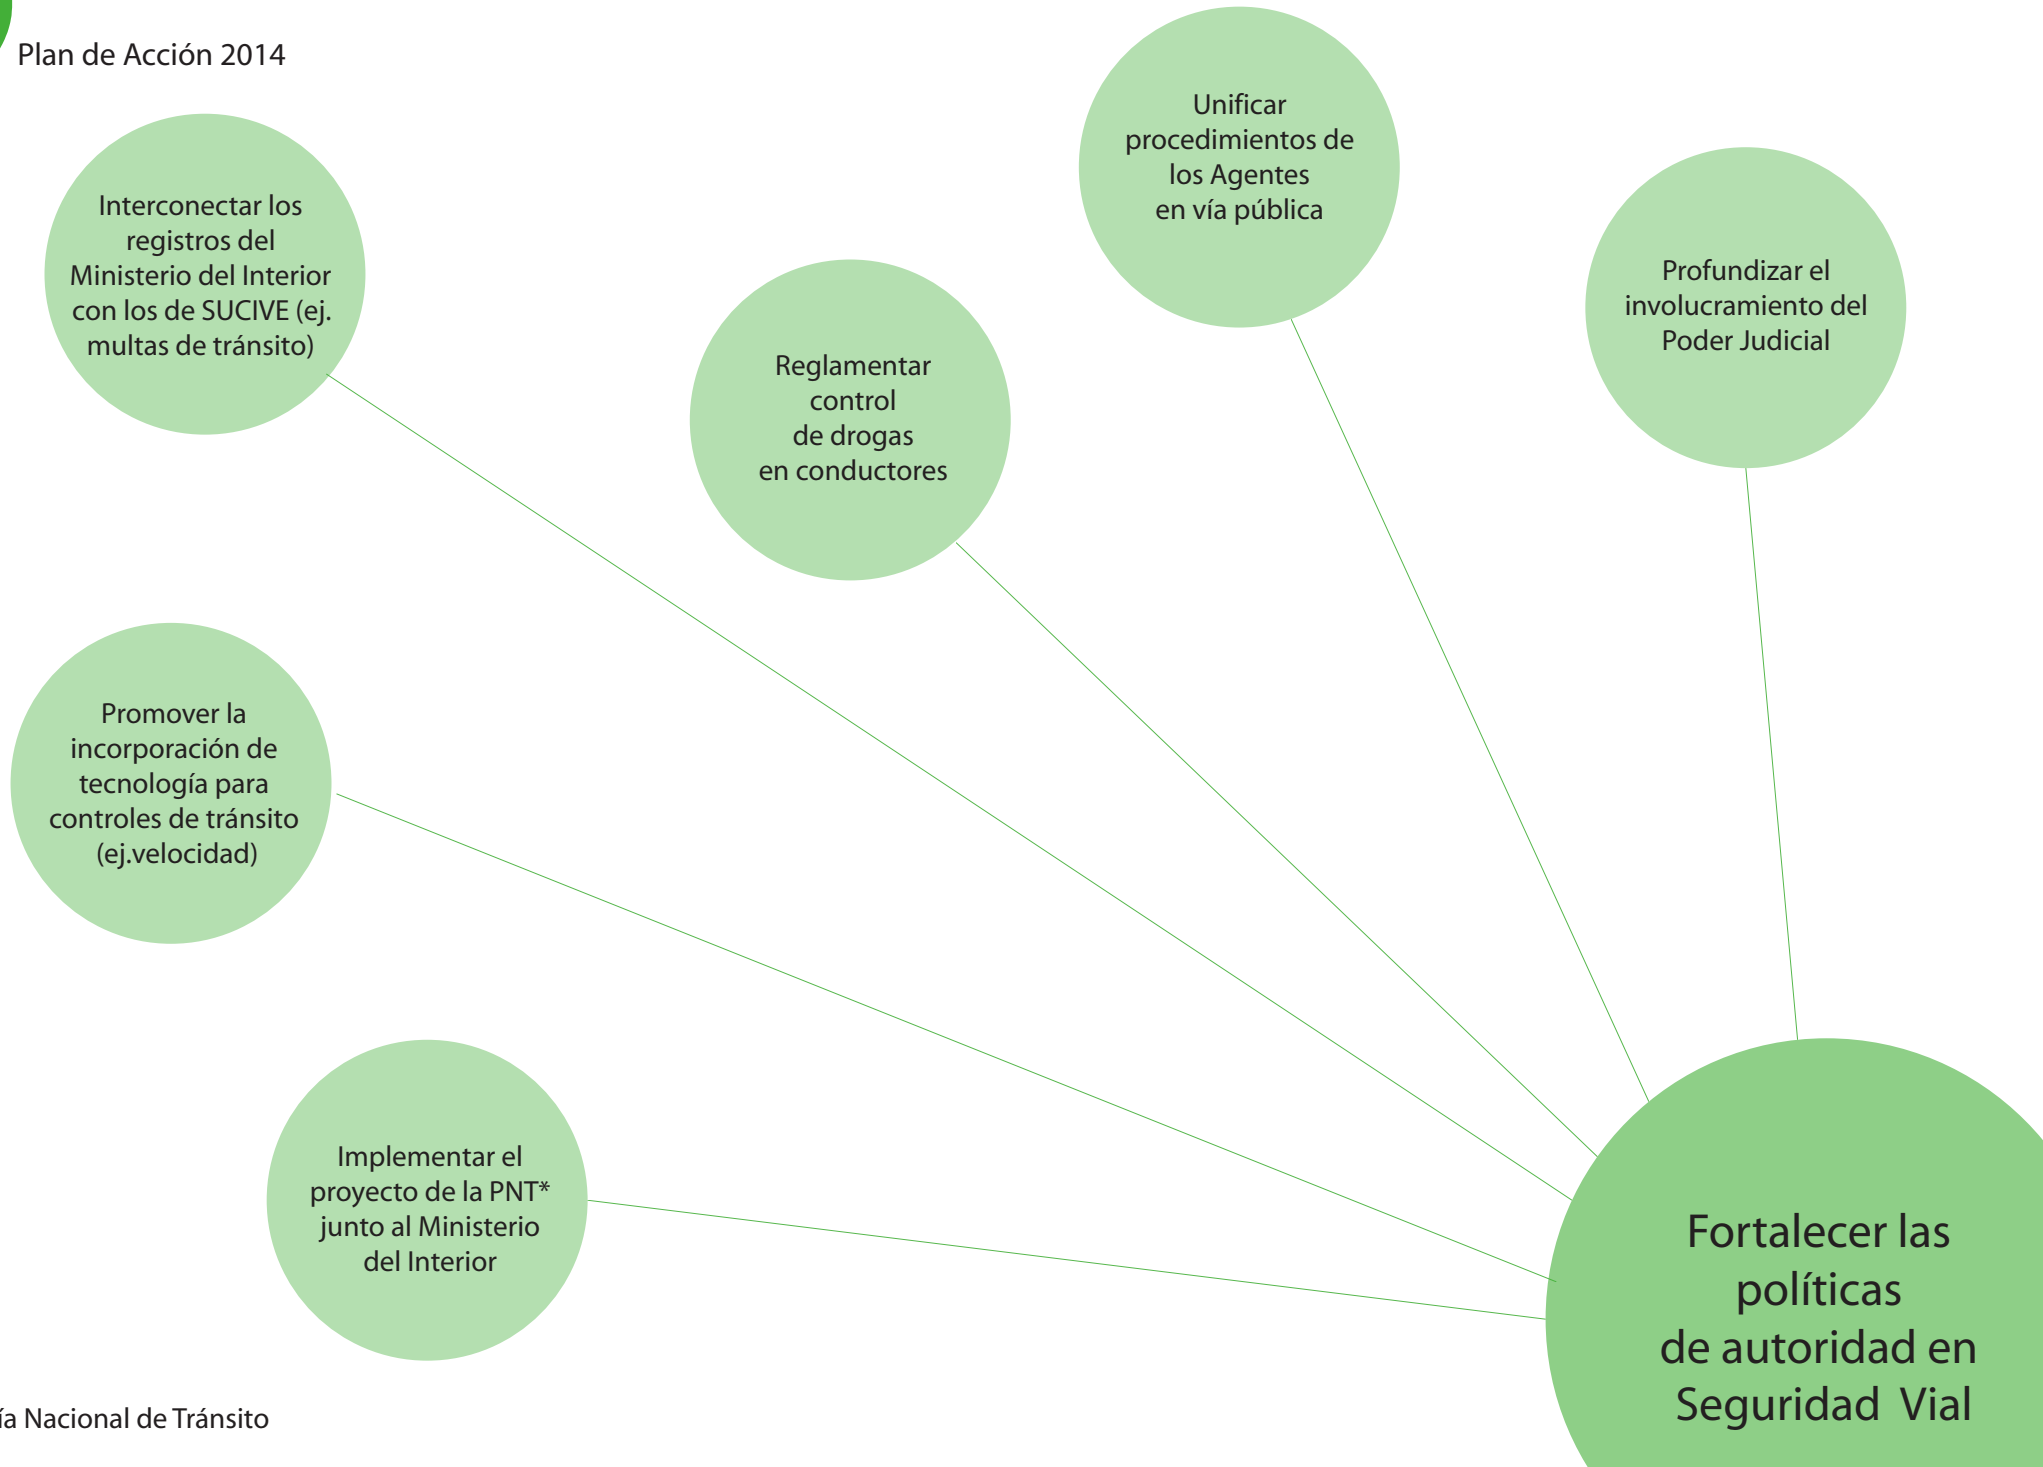 Plan de Acción 2014
Unificar
procedimientos de
los Agentes
en vía pública
Interconectar los
registros del
Ministerio del Interior
con los de SUCIVE (ej.
multas de tránsito)
Profundizar el
involucramiento del
Poder Judicial
Reglamentar
control
de drogas
en conductores
Promover la
incorporación de
tecnología para
controles de tránsito
(ej.velocidad)
Implementar el
proyecto de la PNT*
junto al Ministerio
del Interior
Fortalecer las
políticas
de autoridad en
Seguridad Vial
ía Nacional de Tránsito